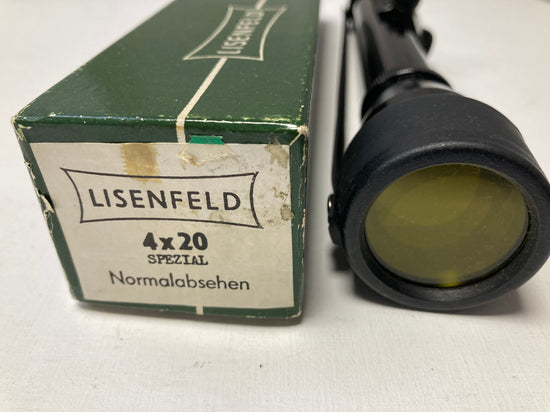 LISENFELD
LISENFELD
4x20
SPEZIAL
Normalabsehen